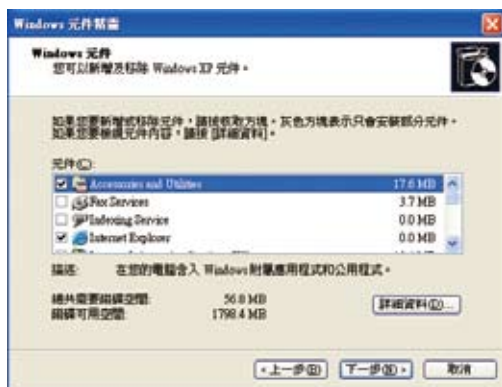 Windows 元件精靈
Windows 元件
您可以新增及移除 Windows XP 元件。
如果您要新增或移除元件，請按核取方塊。灰色方塊表示只會安裝部分元件。
如果您要檢視元件內容，請按 [詳細資料]。
元件(C):
Accessories and Utilities 17.6 MB
Fax Services 3.7 MB
Indexing Service 0.0 MB
Internet Explorer 0.0 MB
描述: 在您的電腦含入 Windows 附屬應用程式和公用程式。
總共需要磁碟空間: 56.8 MB
磁碟可用空間: 1798.4 MB
詳細資料(D)...
<上一步(B) 下一步(N)> 取消